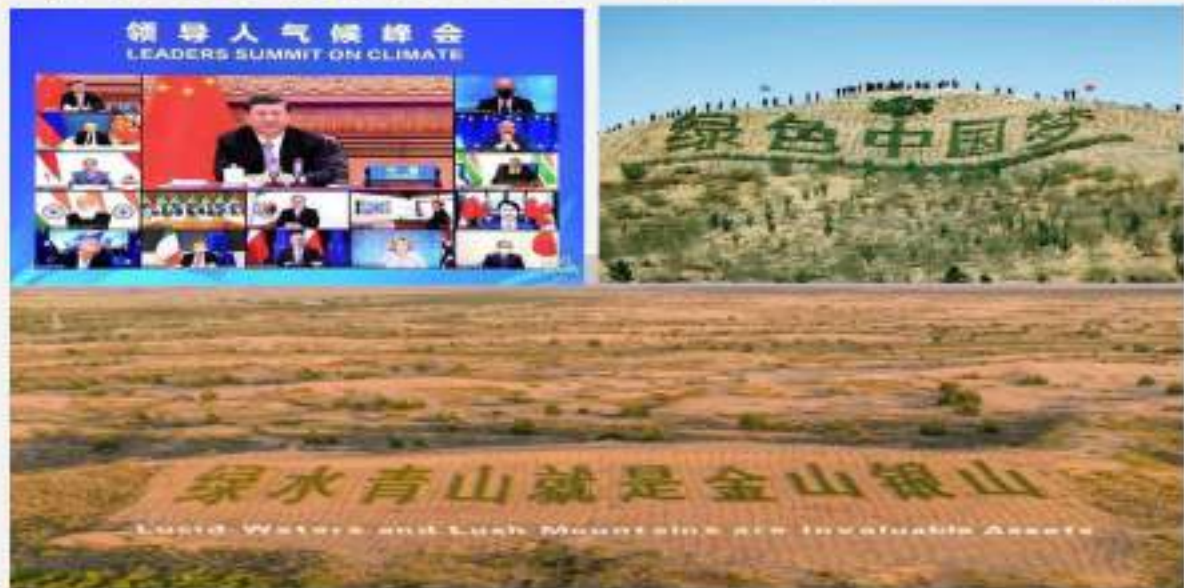 领导人气候峰会
LEADERS SUMMIT ON CLIMATE
绿色中国梦
绿水青山就是金山银山
Lucid Waters and Lush Mountains are Invaluable Assets